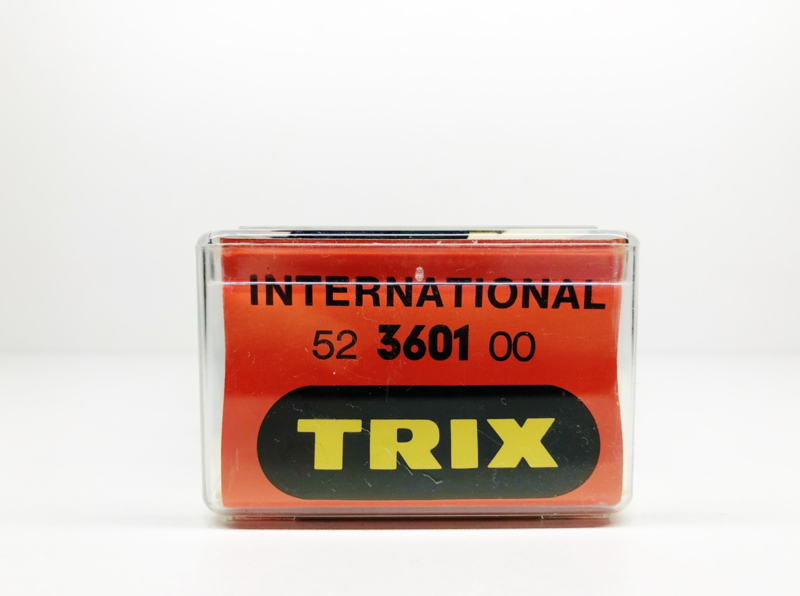 INTERNATIONAL
52 3601 00
TRIX